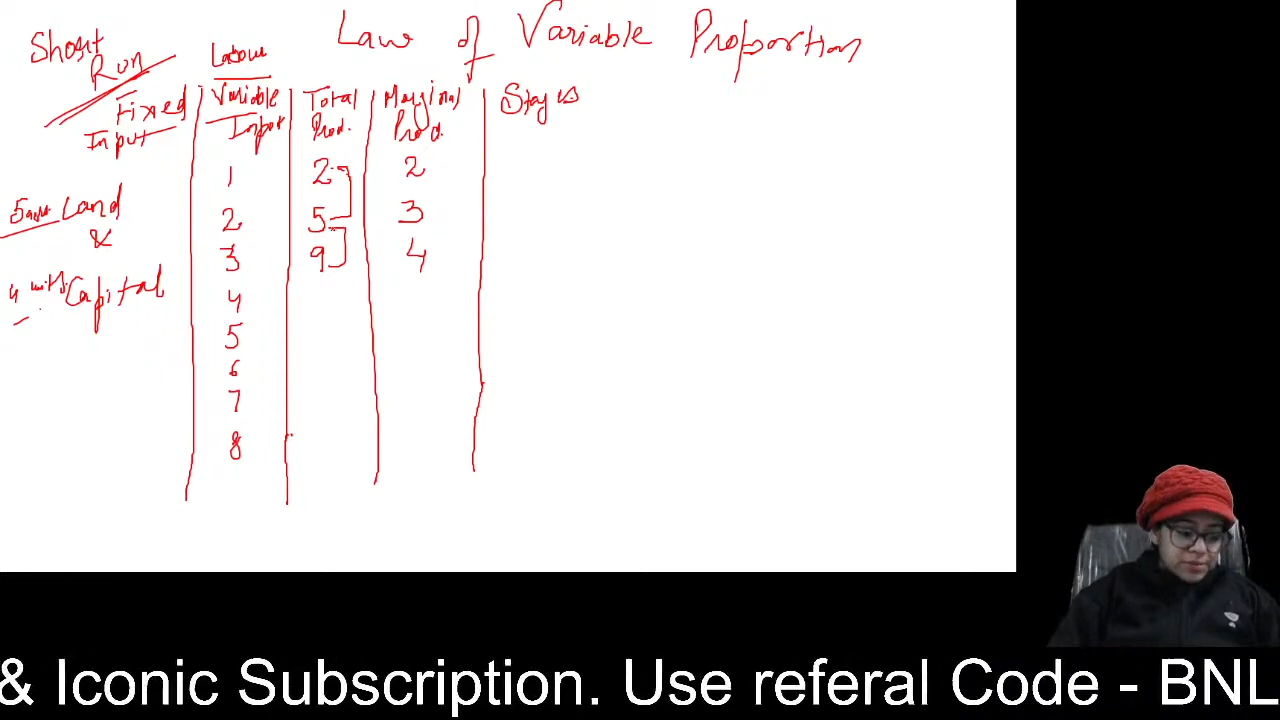 Law of Variable Proportion
Short
Run
Labour
Fixed
Input
Variable
Input
Total
Prod.
Marginal
Prod.
Stages
1 2 2
2 5 3
3 9 4
4
5
6
7
8
Land
&
4 units Capital
& Iconic Subscription. Use referal Code - BNL